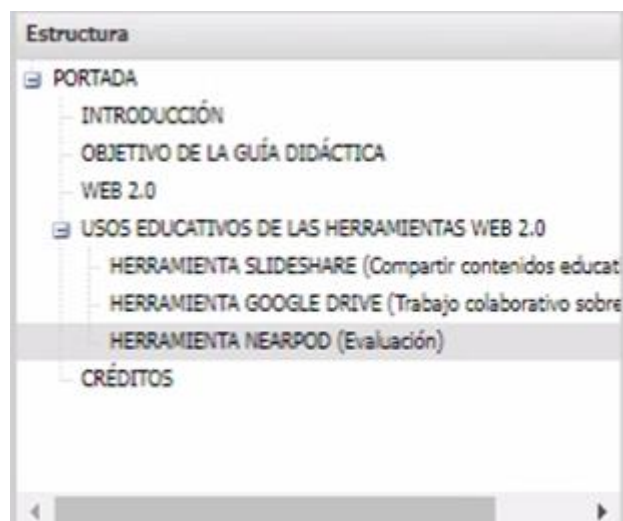 Estructura
PORTADA
INTRODUCCIÓN
OBJETIVO DE LA GUÍA DIDÁCTICA
WEB 2.0
USOS EDUCATIVOS DE LAS HERRAMIENTAS WEB 2.0
HERRAMIENTA SLIDESHARE (Compartir contenidos educat
HERRAMIENTA GOOGLE DRIVE (Trabajo colaborativo sobre
HERRAMIENTA NEARPOD (Evaluación)
CRÉDITOS